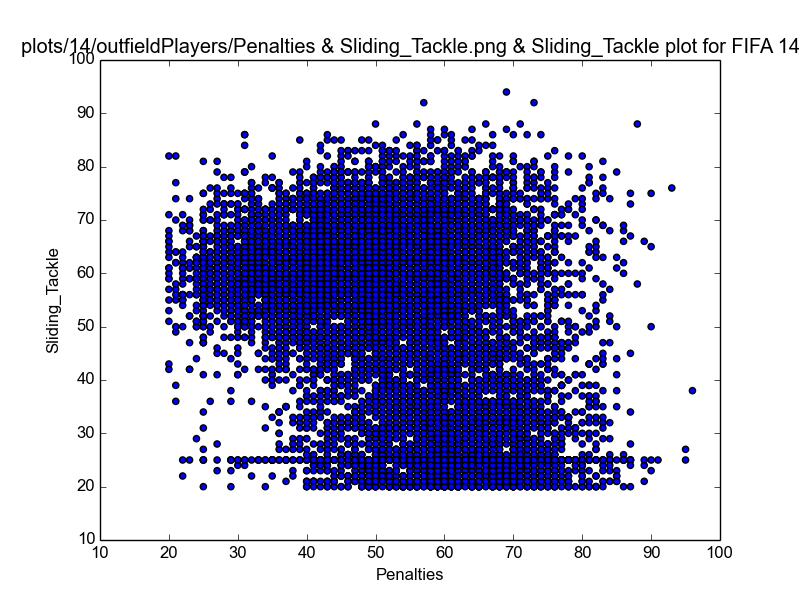 plots/14/outfieldPlayers/Penalties & Sliding_Tackle.png & Sliding_Tackle plot for FIFA 14
100
90
80
70
60
50
40
30
20
10
Sliding_Tackle
10 20 30 40 50 60 70 80 90 100
Penalties